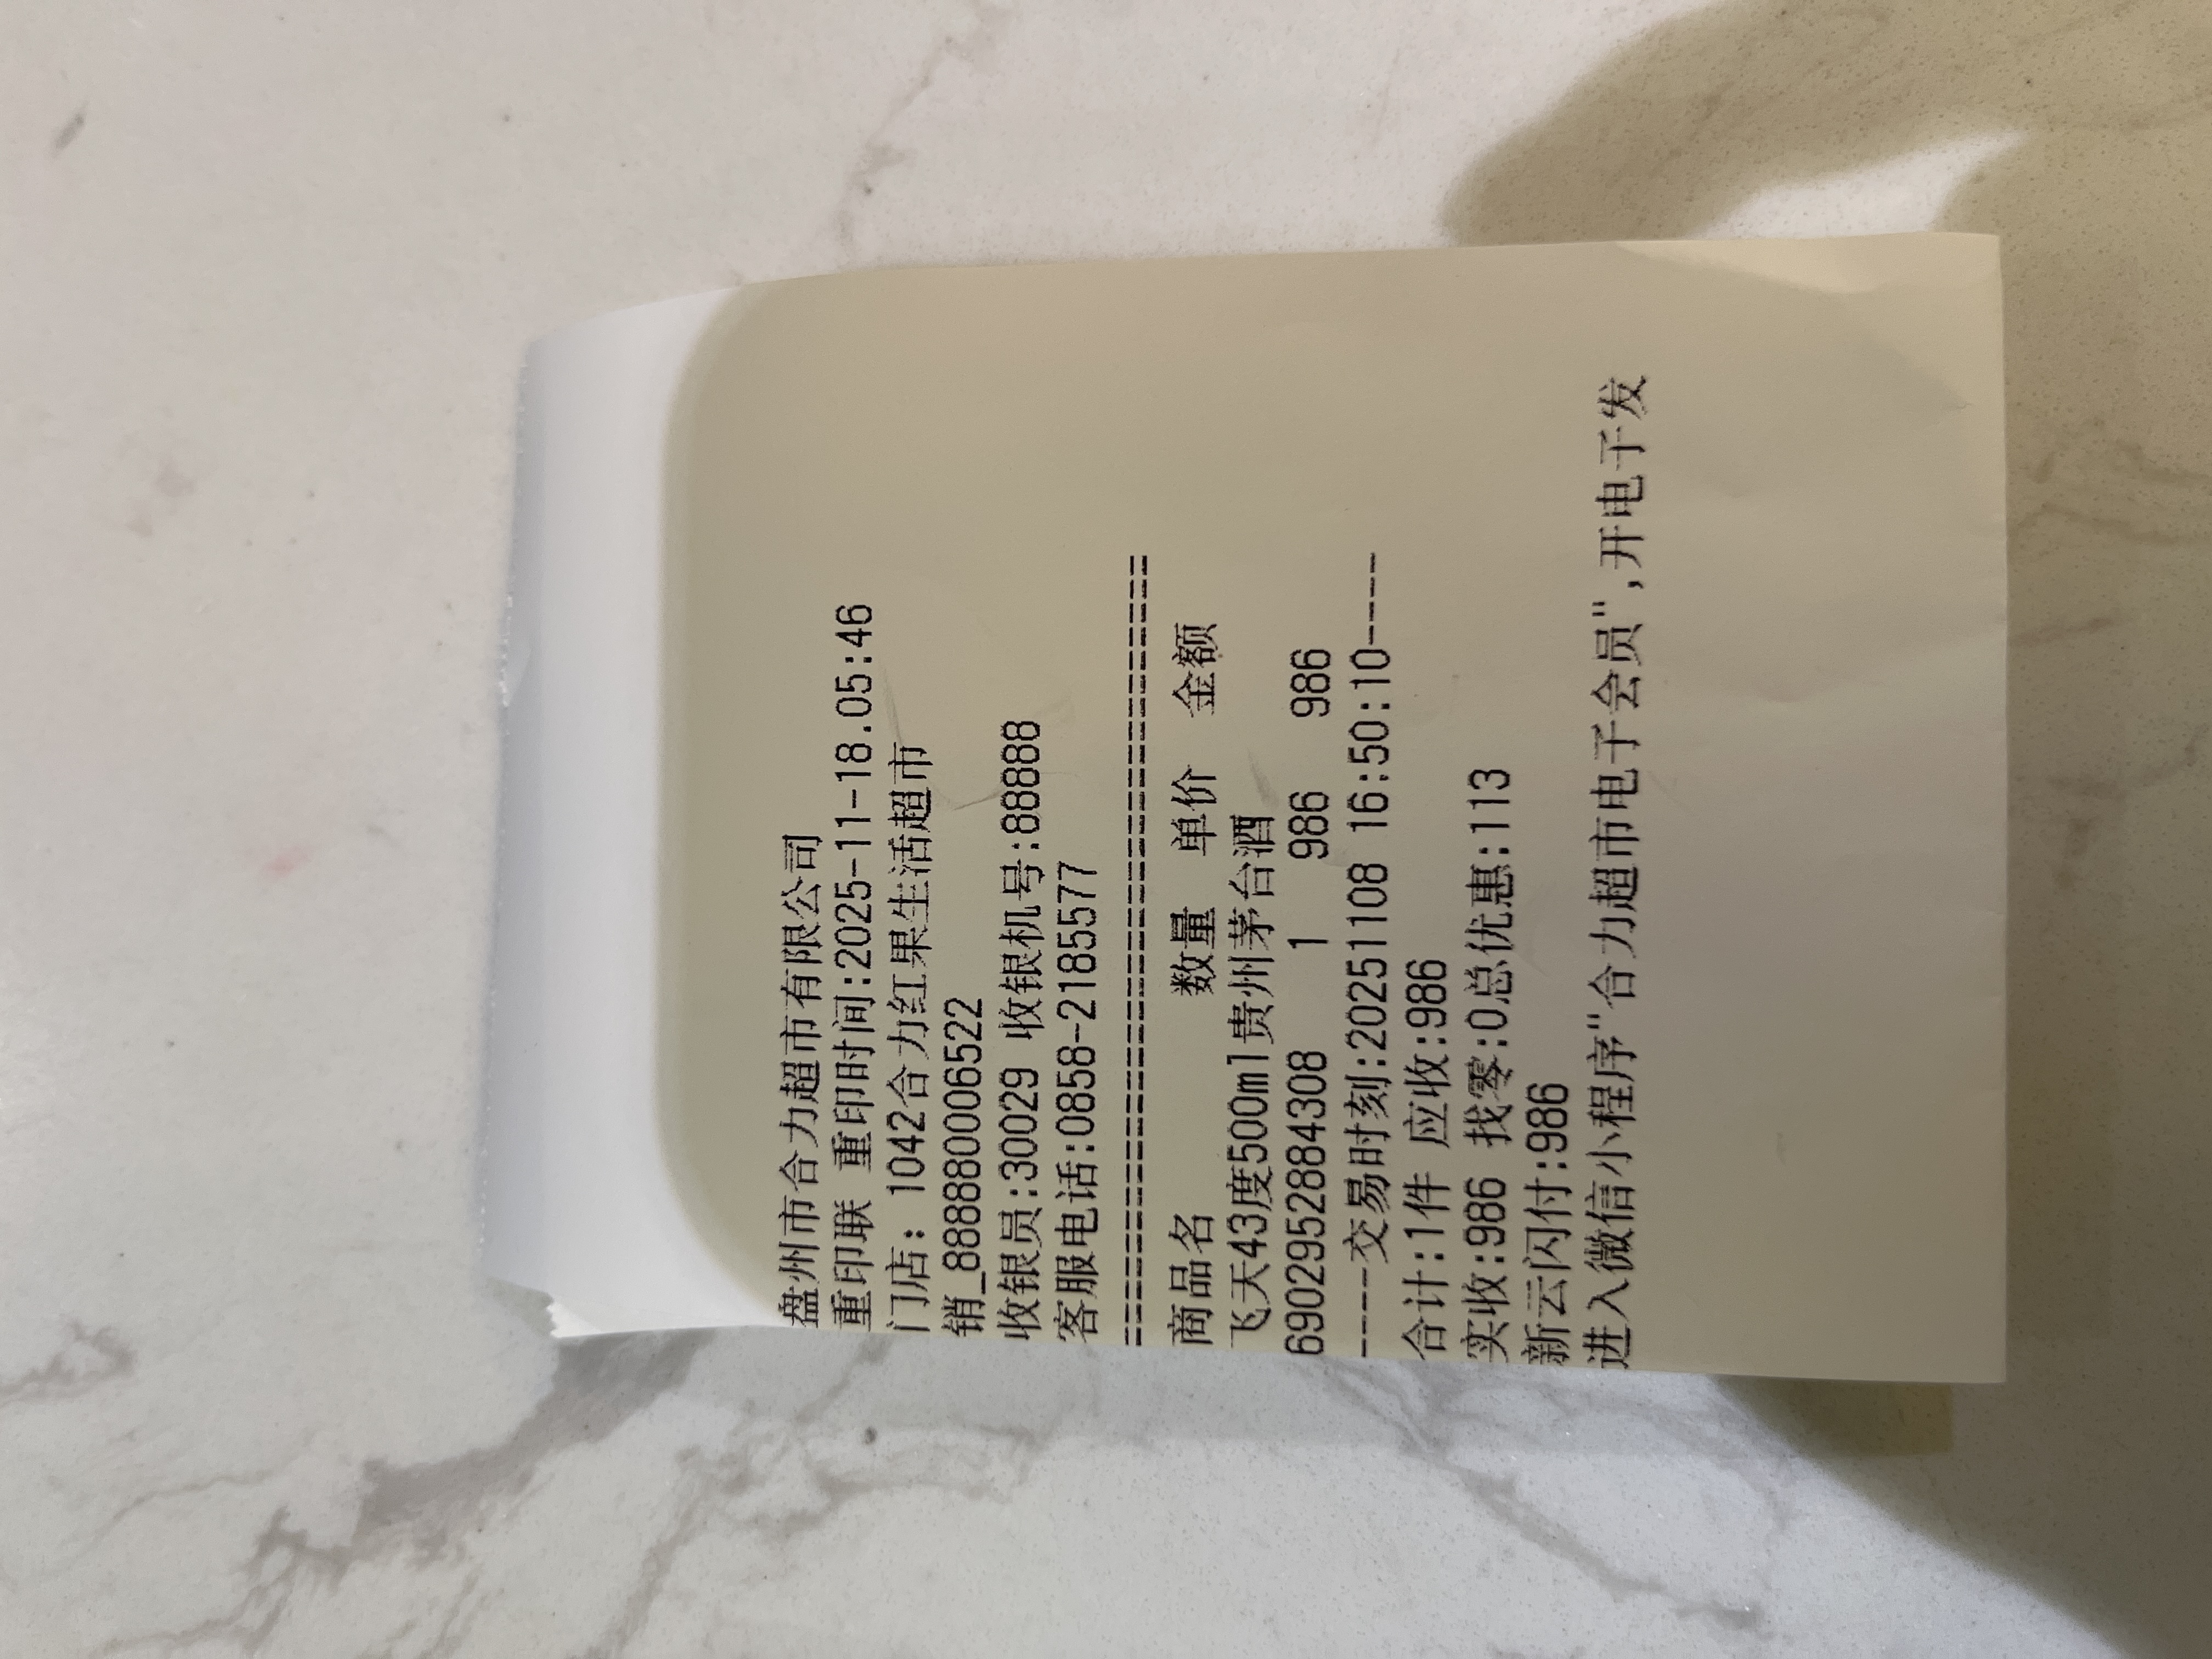 盘州市合力超市有限公司
重印联 重印时间:2025-11-18.05:46
门店: 1042合力红果生活超市
销_888880006522
收银员:30029 收银机号:88888
客服电话:0858-2185577
================================
商品名 数量 单价 金额
飞天43度500ml贵州茅台酒
6902952884308 1 986 986
-----交易时刻:20251108 16:50:10----
合计:1件 应收:986
实收:986 找零:0总优惠:113
新云闪付:986
进入微信小程序"合力超市电子会员",开电子发